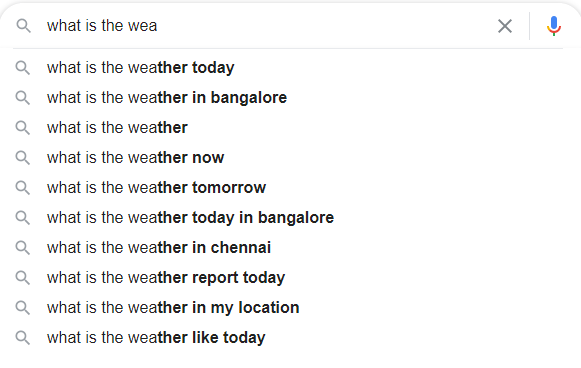 what is the wea
what is the weather today
what is the weather in bangalore
what is the weather
what is the weather now
what is the weather tomorrow
what is the weather today in bangalore
what is the weather in chennai
what is the weather report today
what is the weather in my location
what is the weather like today